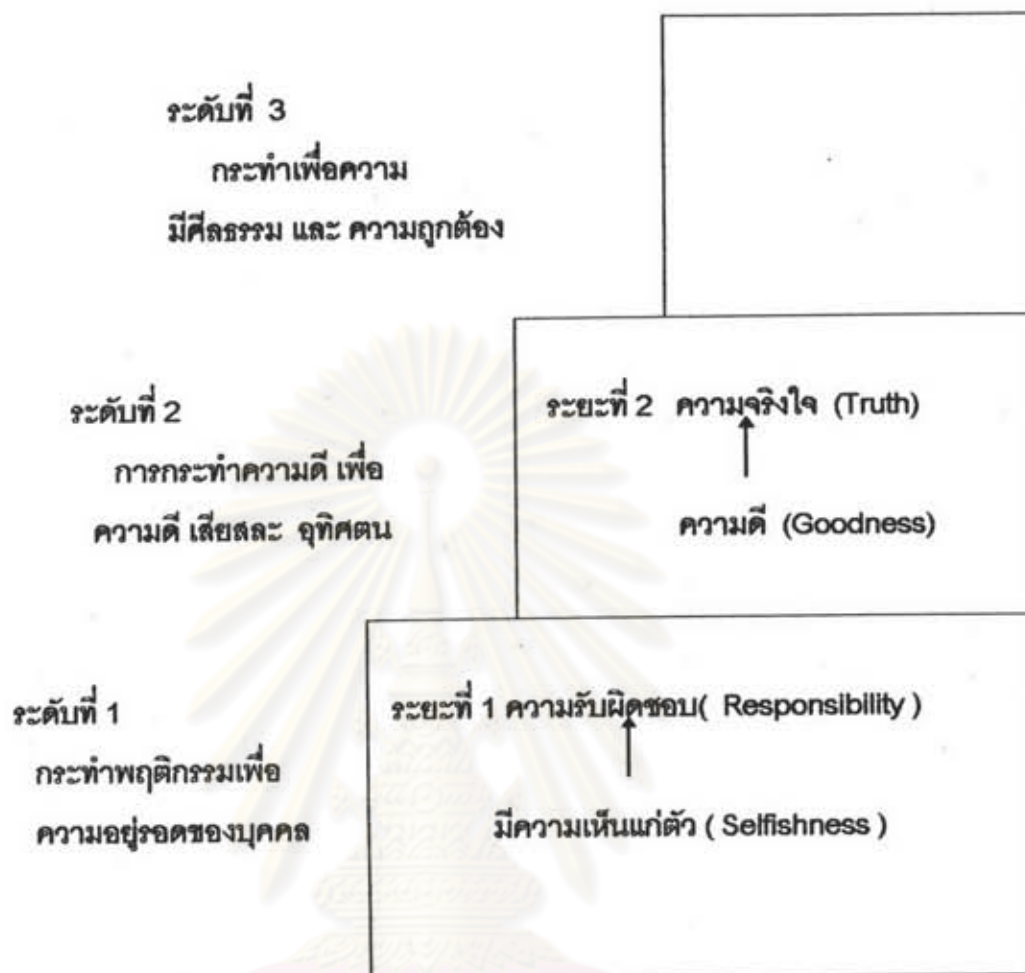 ระดับที่ 3
กระทำเพื่อความ
มีศีลธรรม และ ความถูกต้อง
ระดับที่ 2
การกระทำความดี เพื่อ
ความดี เสียสละ อุทิศตน
ระยะที่ 2 ความจริงใจ (Truth)
ความดี (Goodness)
ระดับที่ 1
กระทำพฤติกรรมเพื่อ
ความอยู่รอดของบุคคล
ระยะที่ 1 ความรับผิดชอบ( Responsibility )
มีความเห็นแก่ตัว ( Selfishness )